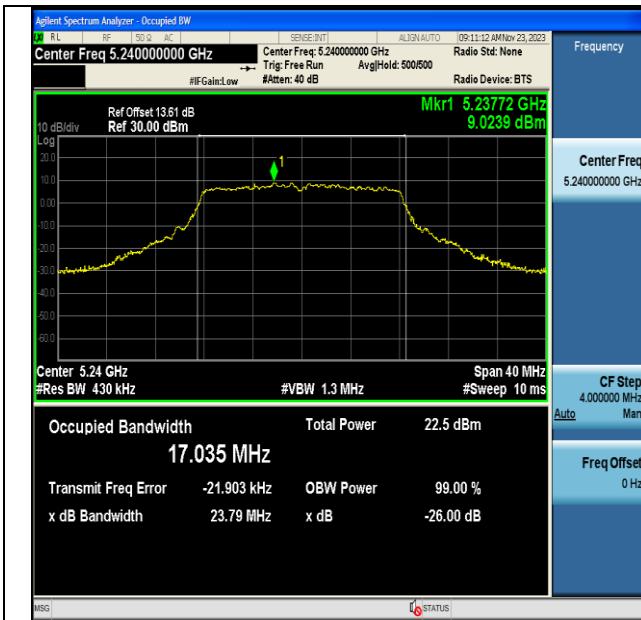 Agilent Spectrum Analyzer - Occupied BW
RL RF 50 Ω AC SENSE:INT ALIGN AUTO 09:11:12 AM Nov 23, 2023
Center Freq 5.240000000 GHz
Center Freq: 5.240000000 GHz
Radio Std: None
Trig: Free Run Avg|Hold: 500/500
#IFGain:Low #Atten: 40 dB Radio Device: BTS
Ref Offset 13.61 dB
10 dB/div Ref 30.00 dBm
Mkr1 5.23772 GHz
9.0239 dBm
Log
20.0
10.0
0.00
-10.0
-20.0
-30.0
-40.0
-50.0
-60.0
1
Center 5.24 GHz Span 40 MHz
#Res BW 430 kHz #VBW 1.3 MHz #Sweep 10 ms
Occupied Bandwidth Total Power 22.5 dBm
17.035 MHz
Transmit Freq Error -21.903 kHz OBW Power 99.00 %
x dB Bandwidth 23.79 MHz x dB -26.00 dB
MSG STATUS
Frequency
Center Freq
5.240000000 GHz
CF Step
4.000000 MHz
Auto Man
Freq Offset
0 Hz